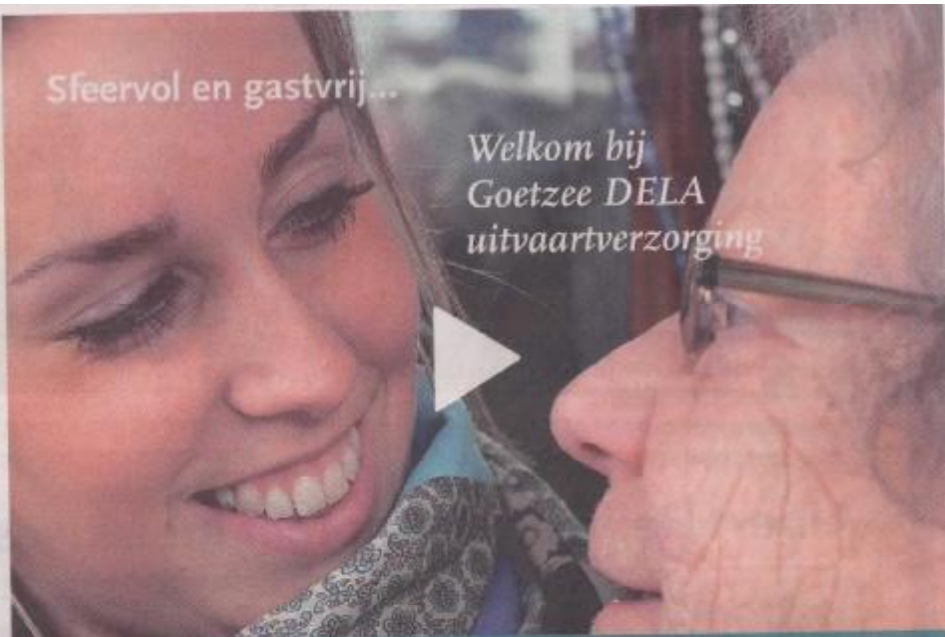 Sfeervol en gastvrij...
Welkom bij
Goetzee DELA
uitvaartverzorging